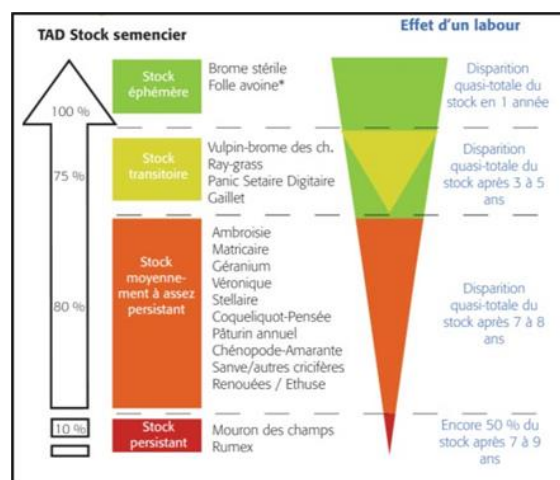 TAD Stock semencier
Effet d'un labour
Stock
éphémère
Brome stérile
Folle avoine*
Disparition
quasi-totale du
stock en 1 année
100 %
Stock
transitoire
Vulpin-brome des ch.
Ray-grass
Panic Setaire Digitaire
Gaillet
Disparition
quasi-totale du
stock après 3 à 5
ans
75 %
Stock
moyenne-
ment à assez
persistant
Ambroisie
Matricaire
Géranium
Véronique
Stellaire
Coqueliquot-Pensée
Pâturin annuel
Chénopode-Amarante
Sanve/autres cricifères
Renouées / Ethuse
Disparition
quasi-totale du
stock après 7 à 8
ans
80 %
10 %
Stock
persistant
Mouron des champs
Rumex
Encore 50 % du
stock après 7 à 9
ans